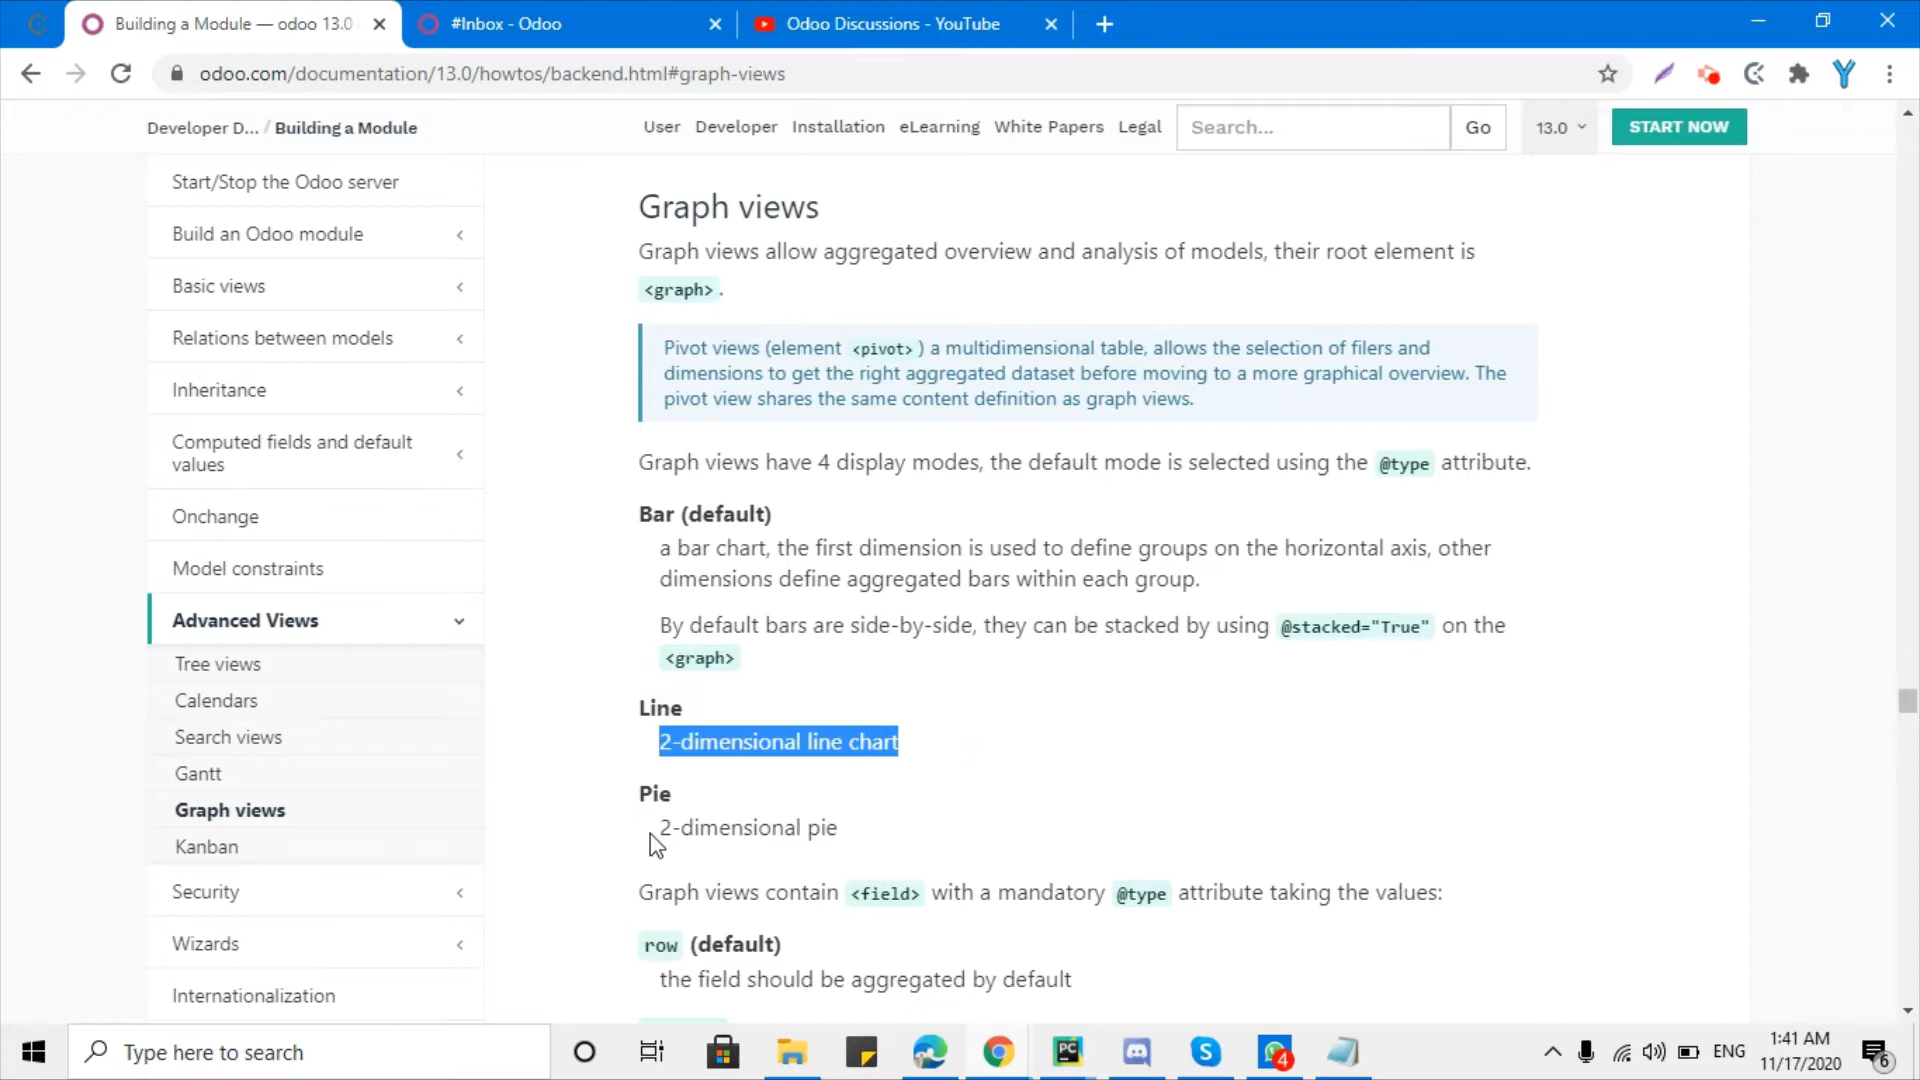 Building a Module — odoo 13.0
#Inbox - Odoo
Odoo Discussions - YouTube
odoo.com/documentation/13.0/howtos/backend.html#graph-views
Developer D... / Building a Module
User Developer Installation eLearning White Papers Legal
Search...
Go
13.0
START NOW
Start/Stop the Odoo server
Build an Odoo module
Basic views
Relations between models
Inheritance
Computed fields and default
values
Onchange
Model constraints
Advanced Views
Tree views
Calendars
Search views
Gantt
Graph views
Kanban
Security
Wizards
Internationalization
Graph views
Graph views allow aggregated overview and analysis of models, their root element is
<graph>.
Pivot views (element <pivot>) a multidimensional table, allows the selection of filers and
dimensions to get the right aggregated dataset before moving to a more graphical overview. The
pivot view shares the same content definition as graph views.
Graph views have 4 display modes, the default mode is selected using the @type attribute.
Bar (default)
a bar chart, the first dimension is used to define groups on the horizontal axis, other
dimensions define aggregated bars within each group.
By default bars are side-by-side, they can be stacked by using @stacked="True" on the
<graph>
Line
2-dimensional line chart
Pie
2-dimensional pie
Graph views contain <field> with a mandatory @type attribute taking the values:
row (default)
the field should be aggregated by default
Type here to search
PC
4
ENG
1:41 AM
11/17/2020
6